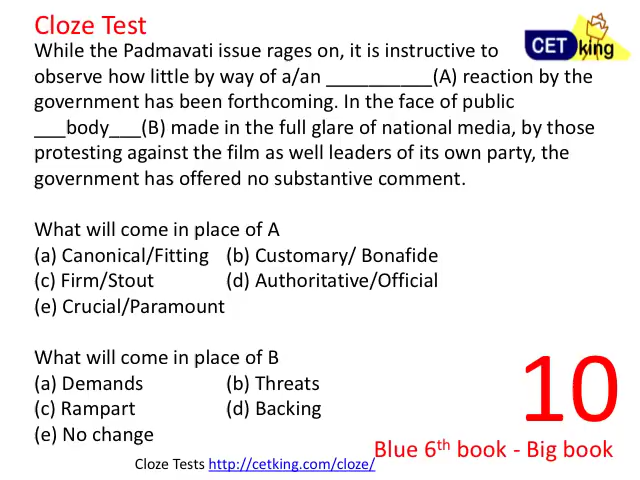 Cloze Test
CET king
While the Padmavati issue rages on, it is instructive to
observe how little by way of a/an __________(A) reaction by the
government has been forthcoming. In the face of public
___body___(B) made in the full glare of national media, by those
protesting against the film as well leaders of its own party, the
government has offered no substantive comment.
What will come in place of A
(a) Canonical/Fitting (b) Customary/ Bonafide
(c) Firm/Stout (d) Authoritative/Official
(e) Crucial/Paramount
What will come in place of B
(a) Demands (b) Threats
(c) Rampart (d) Backing
(e) No change
10
Blue 6th book - Big book
Cloze Tests http://cetking.com/cloze/